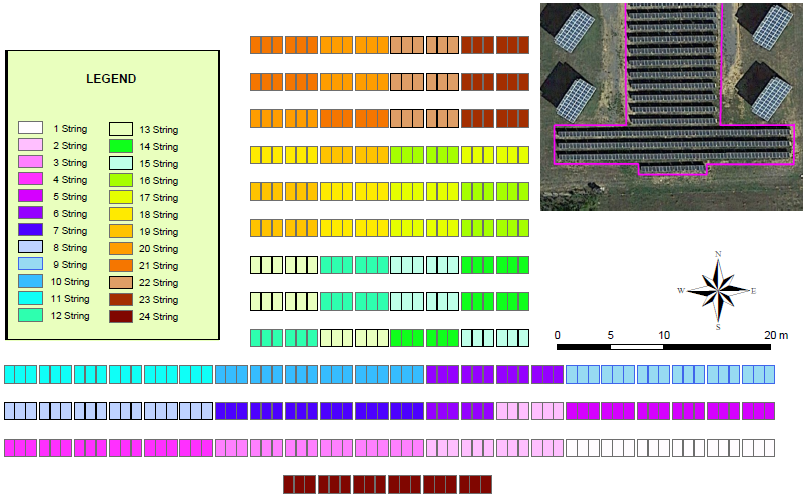 LEGEND
1 String
2 String
3 String
4 String
5 String
6 String
7 String
8 String
9 String
10 String
11 String
12 String
13 String
14 String
15 String
16 String
17 String
18 String
19 String
20 String
21 String
22 String
23 String
24 String
N
W E
S
0 5 10 20 m